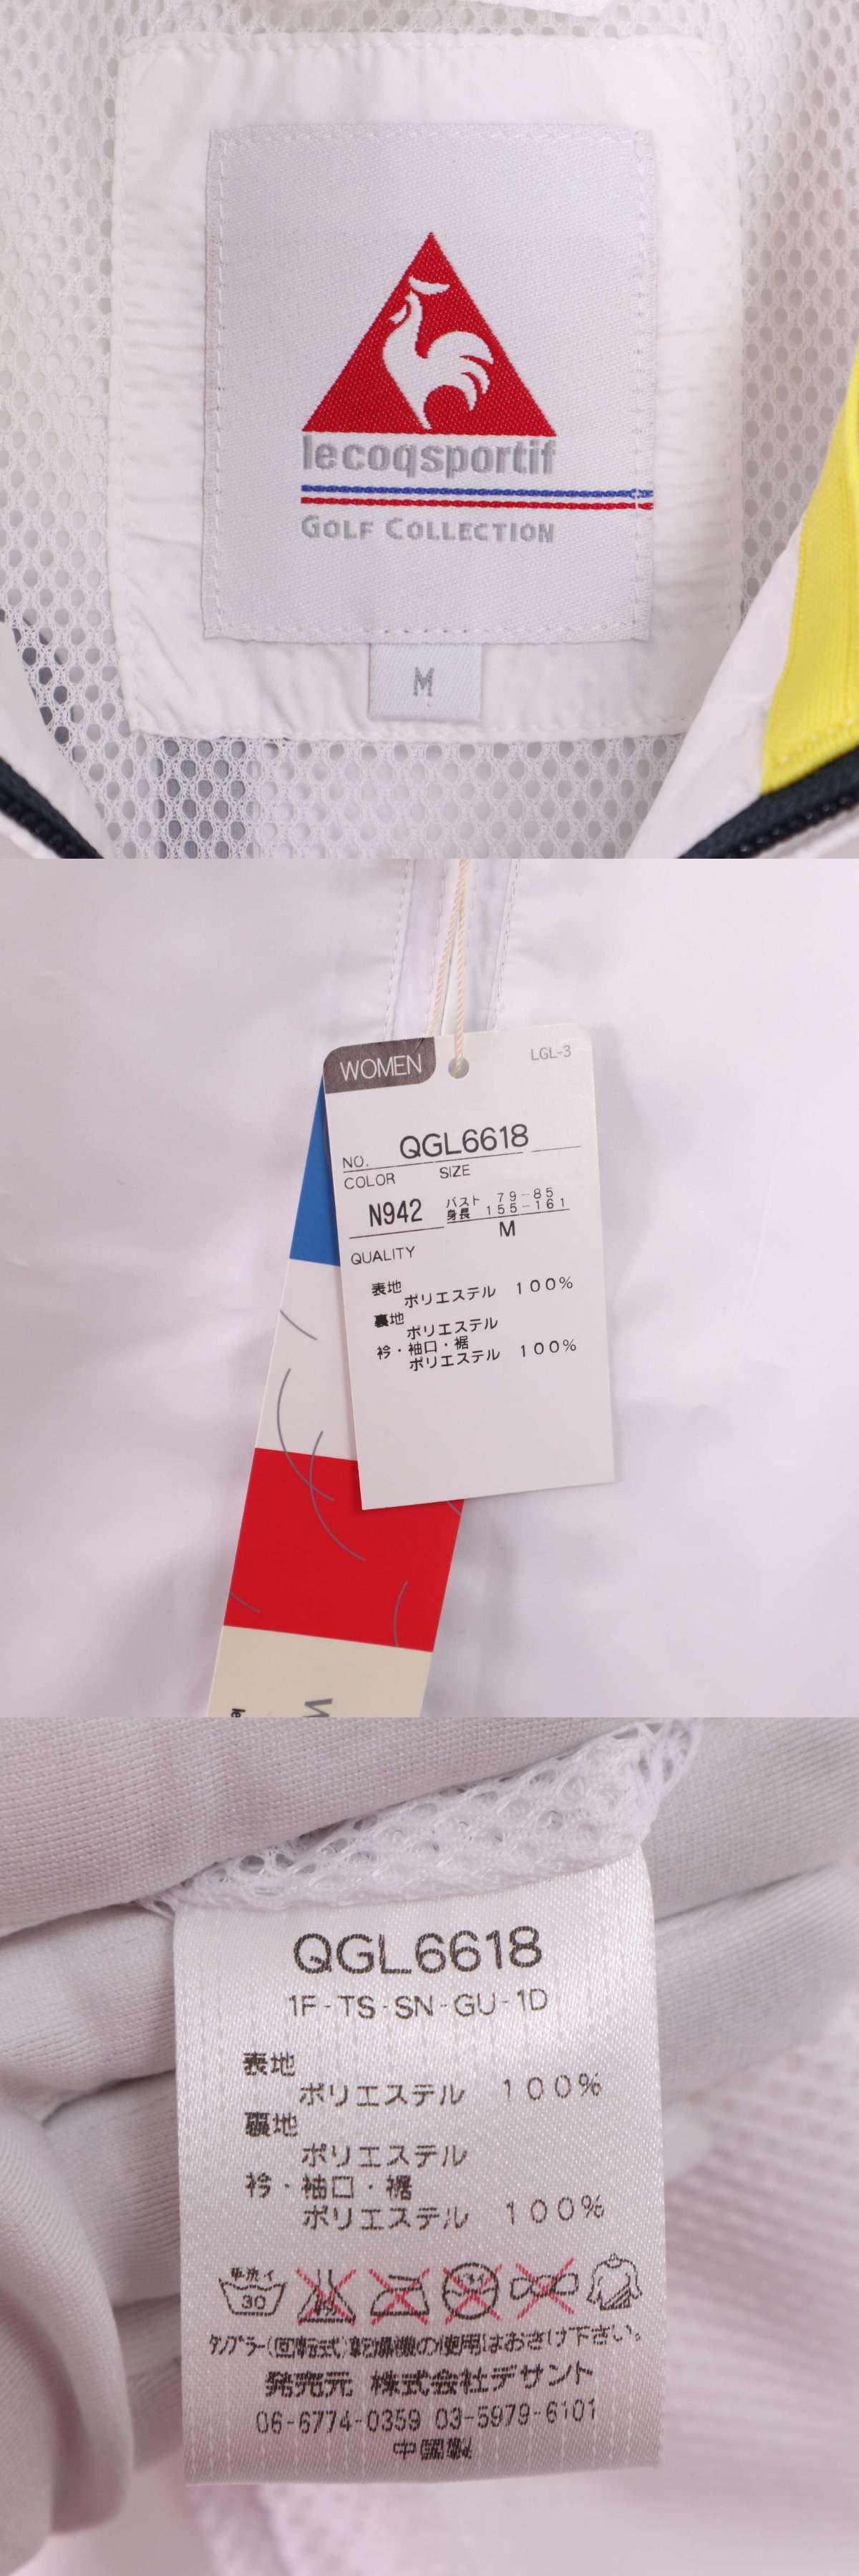 lecoqsportif
GOLF COLLECTION
M
WOMEN
LGL-3
NO. QGL6618
COLOR SIZE
N942 バスト 79-85
身長 155-161
M
QUALITY
表地
ポリエステル 100%
裏地
ポリエステル
衿・袖口・裾
ポリエステル 100%
le
QGL6618
1F-TS-SN-GU-1D
表地
ポリエステル 100%
裏地
ポリエステル
衿・袖口・裾
ポリエステル 100%
手洗イ
30
タンブラー(回転式)乾燥機の使用はおさけ下さい。
発売元 株式会社デサント
06-6774-0359 03-5979-6101
中国製